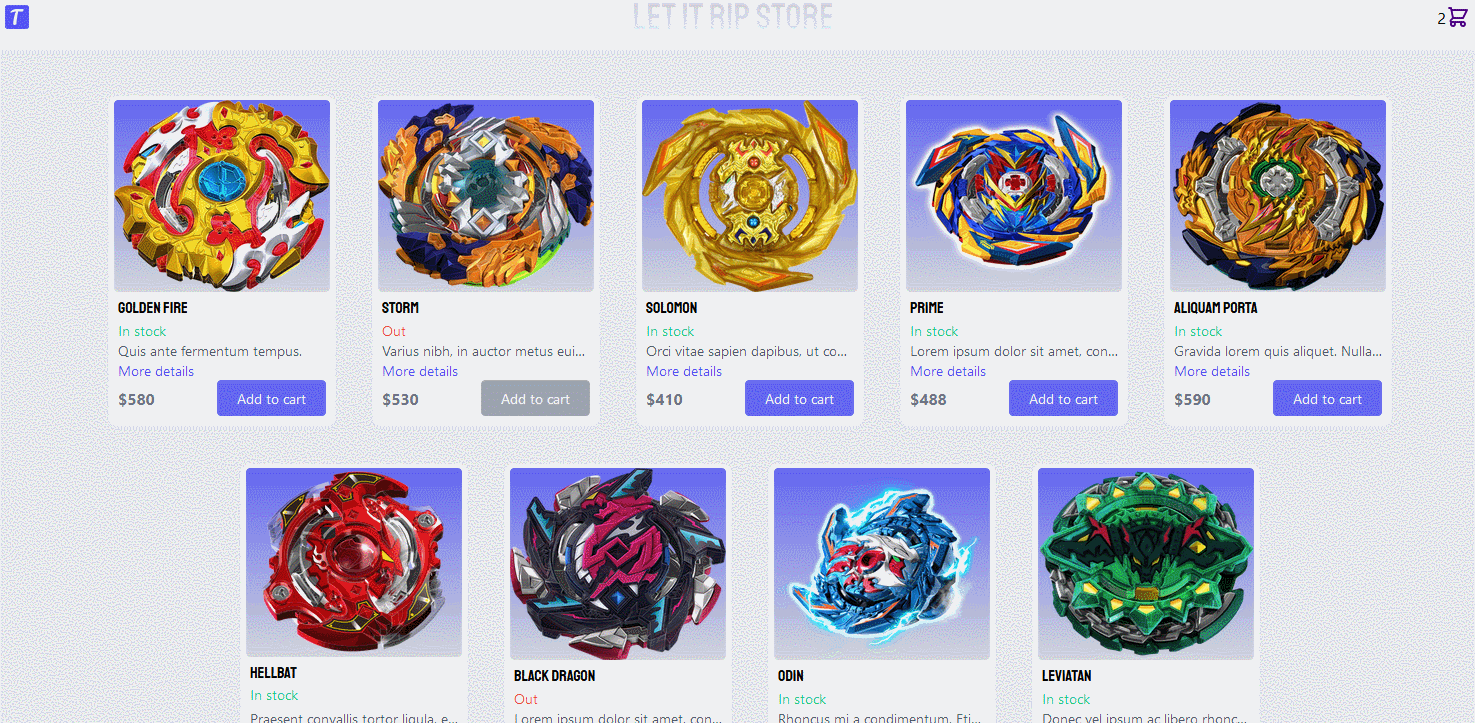 T
LET IT RIP STORE
2
GOLDEN FIRE
In stock
Quis ante fermentum tempus.
More details
$580
Add to cart
STORM
Out
Varius nibh, in auctor metus eui...
More details
$530
Add to cart
SOLOMON
In stock
Orci vitae sapien dapibus, ut co...
More details
$410
Add to cart
PRIME
In stock
Lorem ipsum dolor sit amet, con...
More details
$488
Add to cart
ALIQUAM PORTA
In stock
Gravida lorem quis aliquet. Nulla...
More details
$590
Add to cart
HELLBAT
In stock
Praesent convallis tortor ligula, e...
BLACK DRAGON
Out
Lorem ipsum dolor sit amet, con...
ODIN
In stock
Rhoncus mi a condimentum. Eti...
LEVIATAN
In stock
Donec vel ipsum ac libero rhonc...